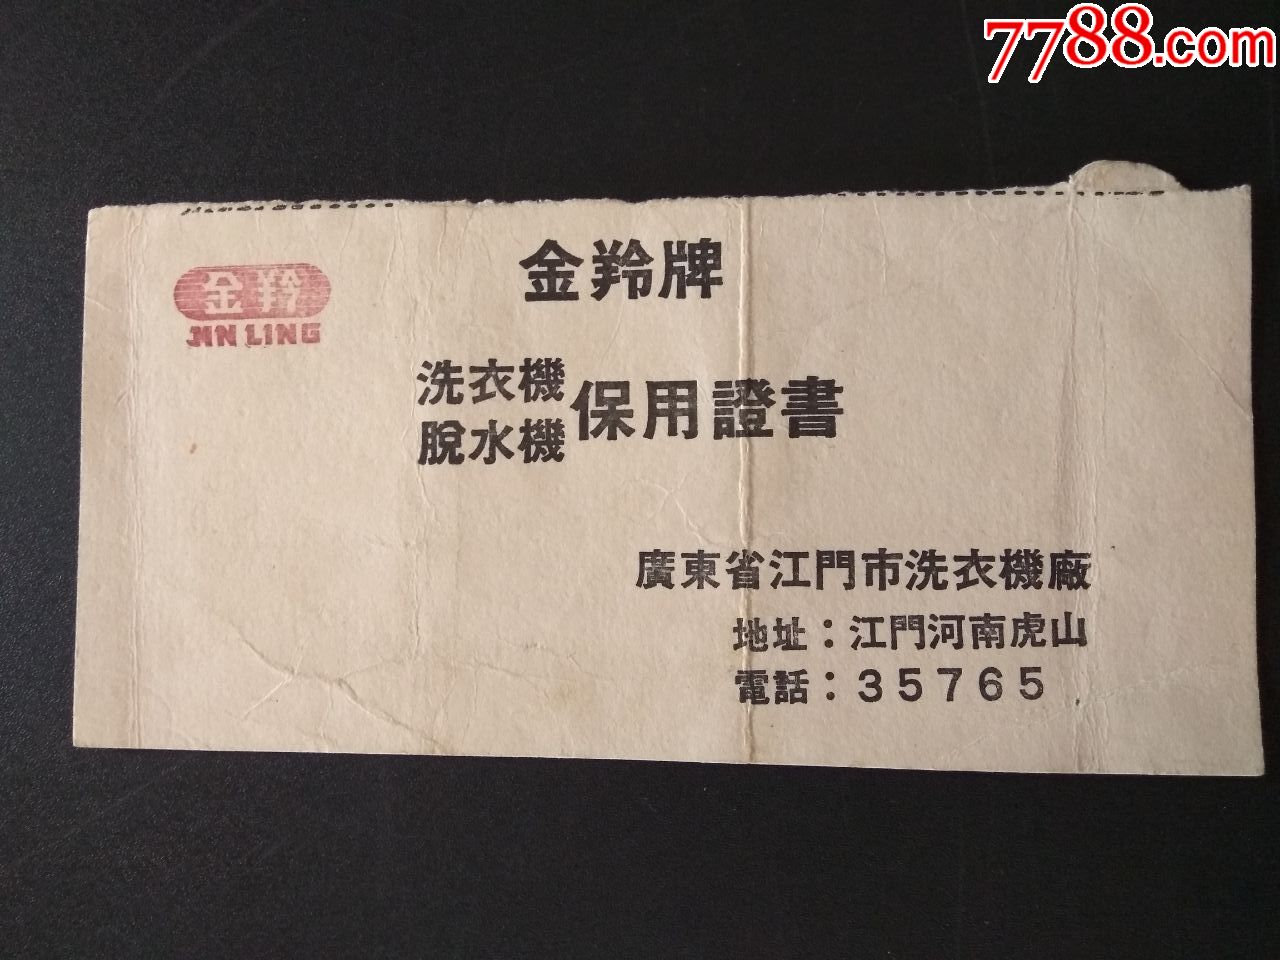 7788.com
金羚牌
金羚
JINLING
洗衣機
脫水機
保用證書
廣東省江門市洗衣機廠
地址：江門河南虎山
電話：35765